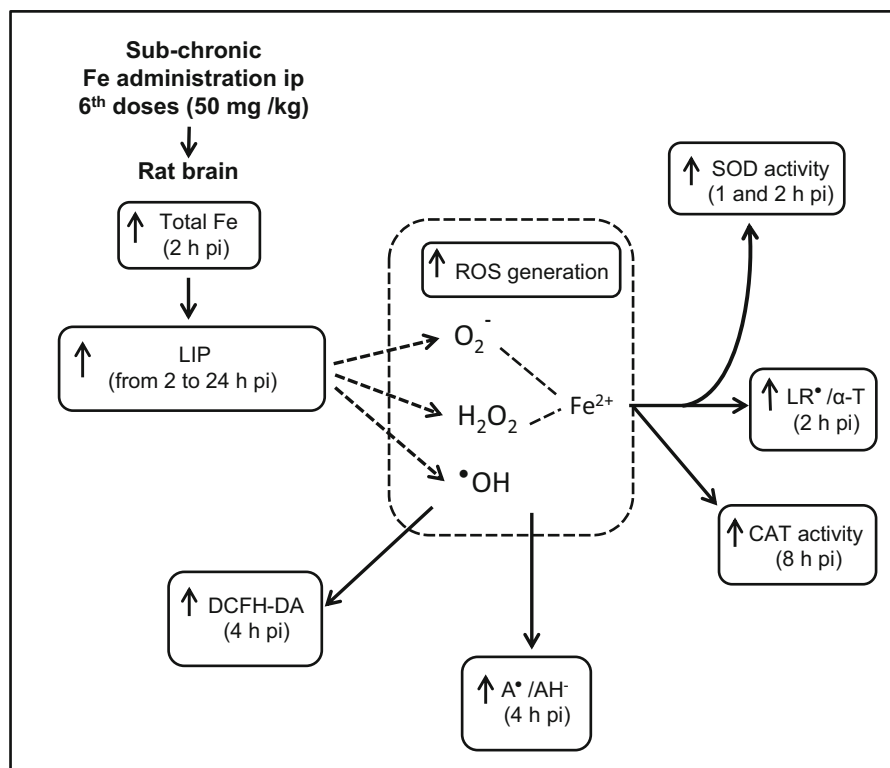 Sub-chronic
Fe administration ip
6th doses (50 mg /kg)
Rat brain
↑ Total Fe
(2 h pi)
↑ LIP
(from 2 to 24 h pi)
↑ ROS generation
O₂⁻
H₂O₂
•OH
Fe²⁺
↑ SOD activity
(1 and 2 h pi)
↑ LR•/α-T
(2 h pi)
↑ CAT activity
(8 h pi)
↑ DCFH-DA
(4 h pi)
↑ A•/AH⁻
(4 h pi)